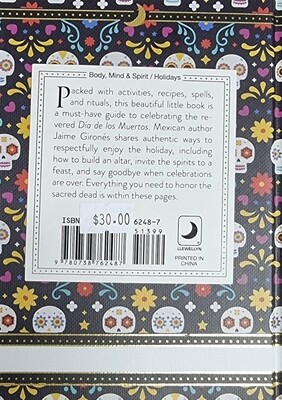 Body, Mind & Spirit / Holidays
Packed with activities, recipes, spells,
and rituals, this beautiful little book is
a must-have guide to celebrating the re-
vered Día de los Muertos. Mexican author
Jaime Gironés shares authentic ways to
respectfully enjoy the holiday, including
how to build an altar, invite the spirits to a
feast, and say goodbye when celebrations
are over. Everything you need to honor the
sacred dead is within these pages.
ISBN $30.00 6248-7
51399
9 780738 762487
LLEWELLYN
PRINTED IN
CHINA